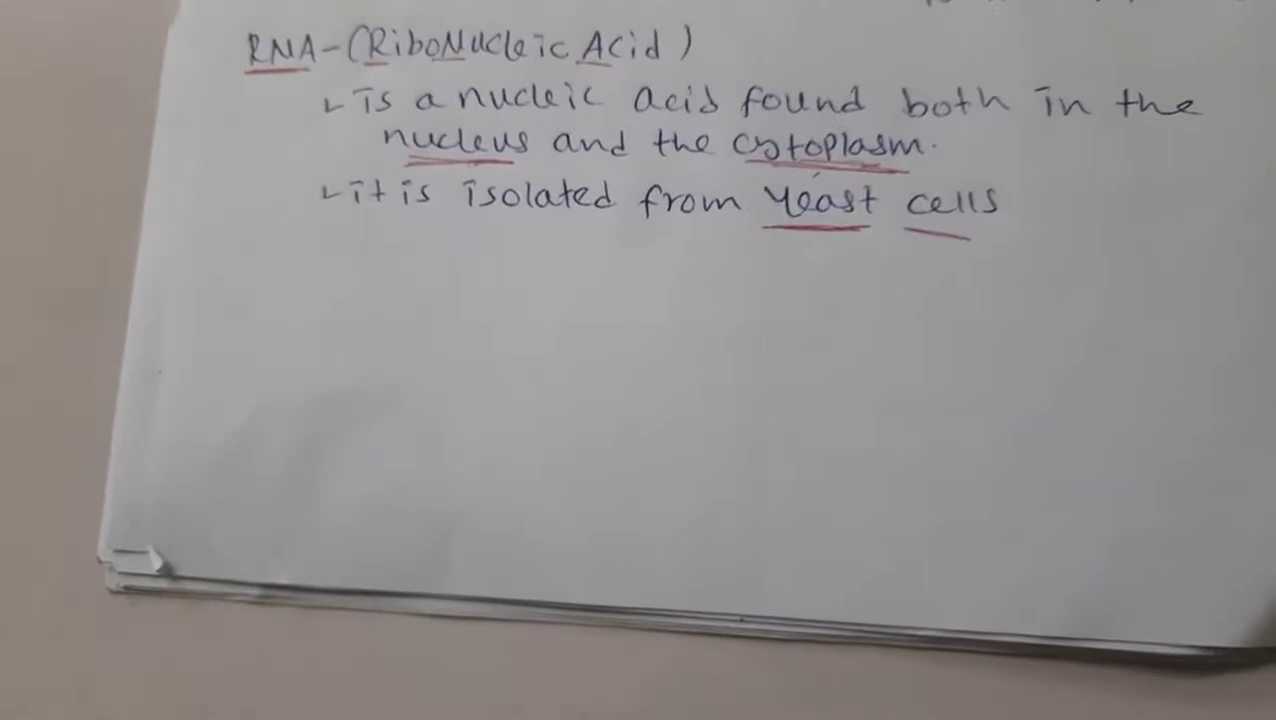 RNA-(RiboNucleic Acid)
is a nucleic acid found both in the
nucleus and the cytoplasm.
it is isolated from Yeast cells